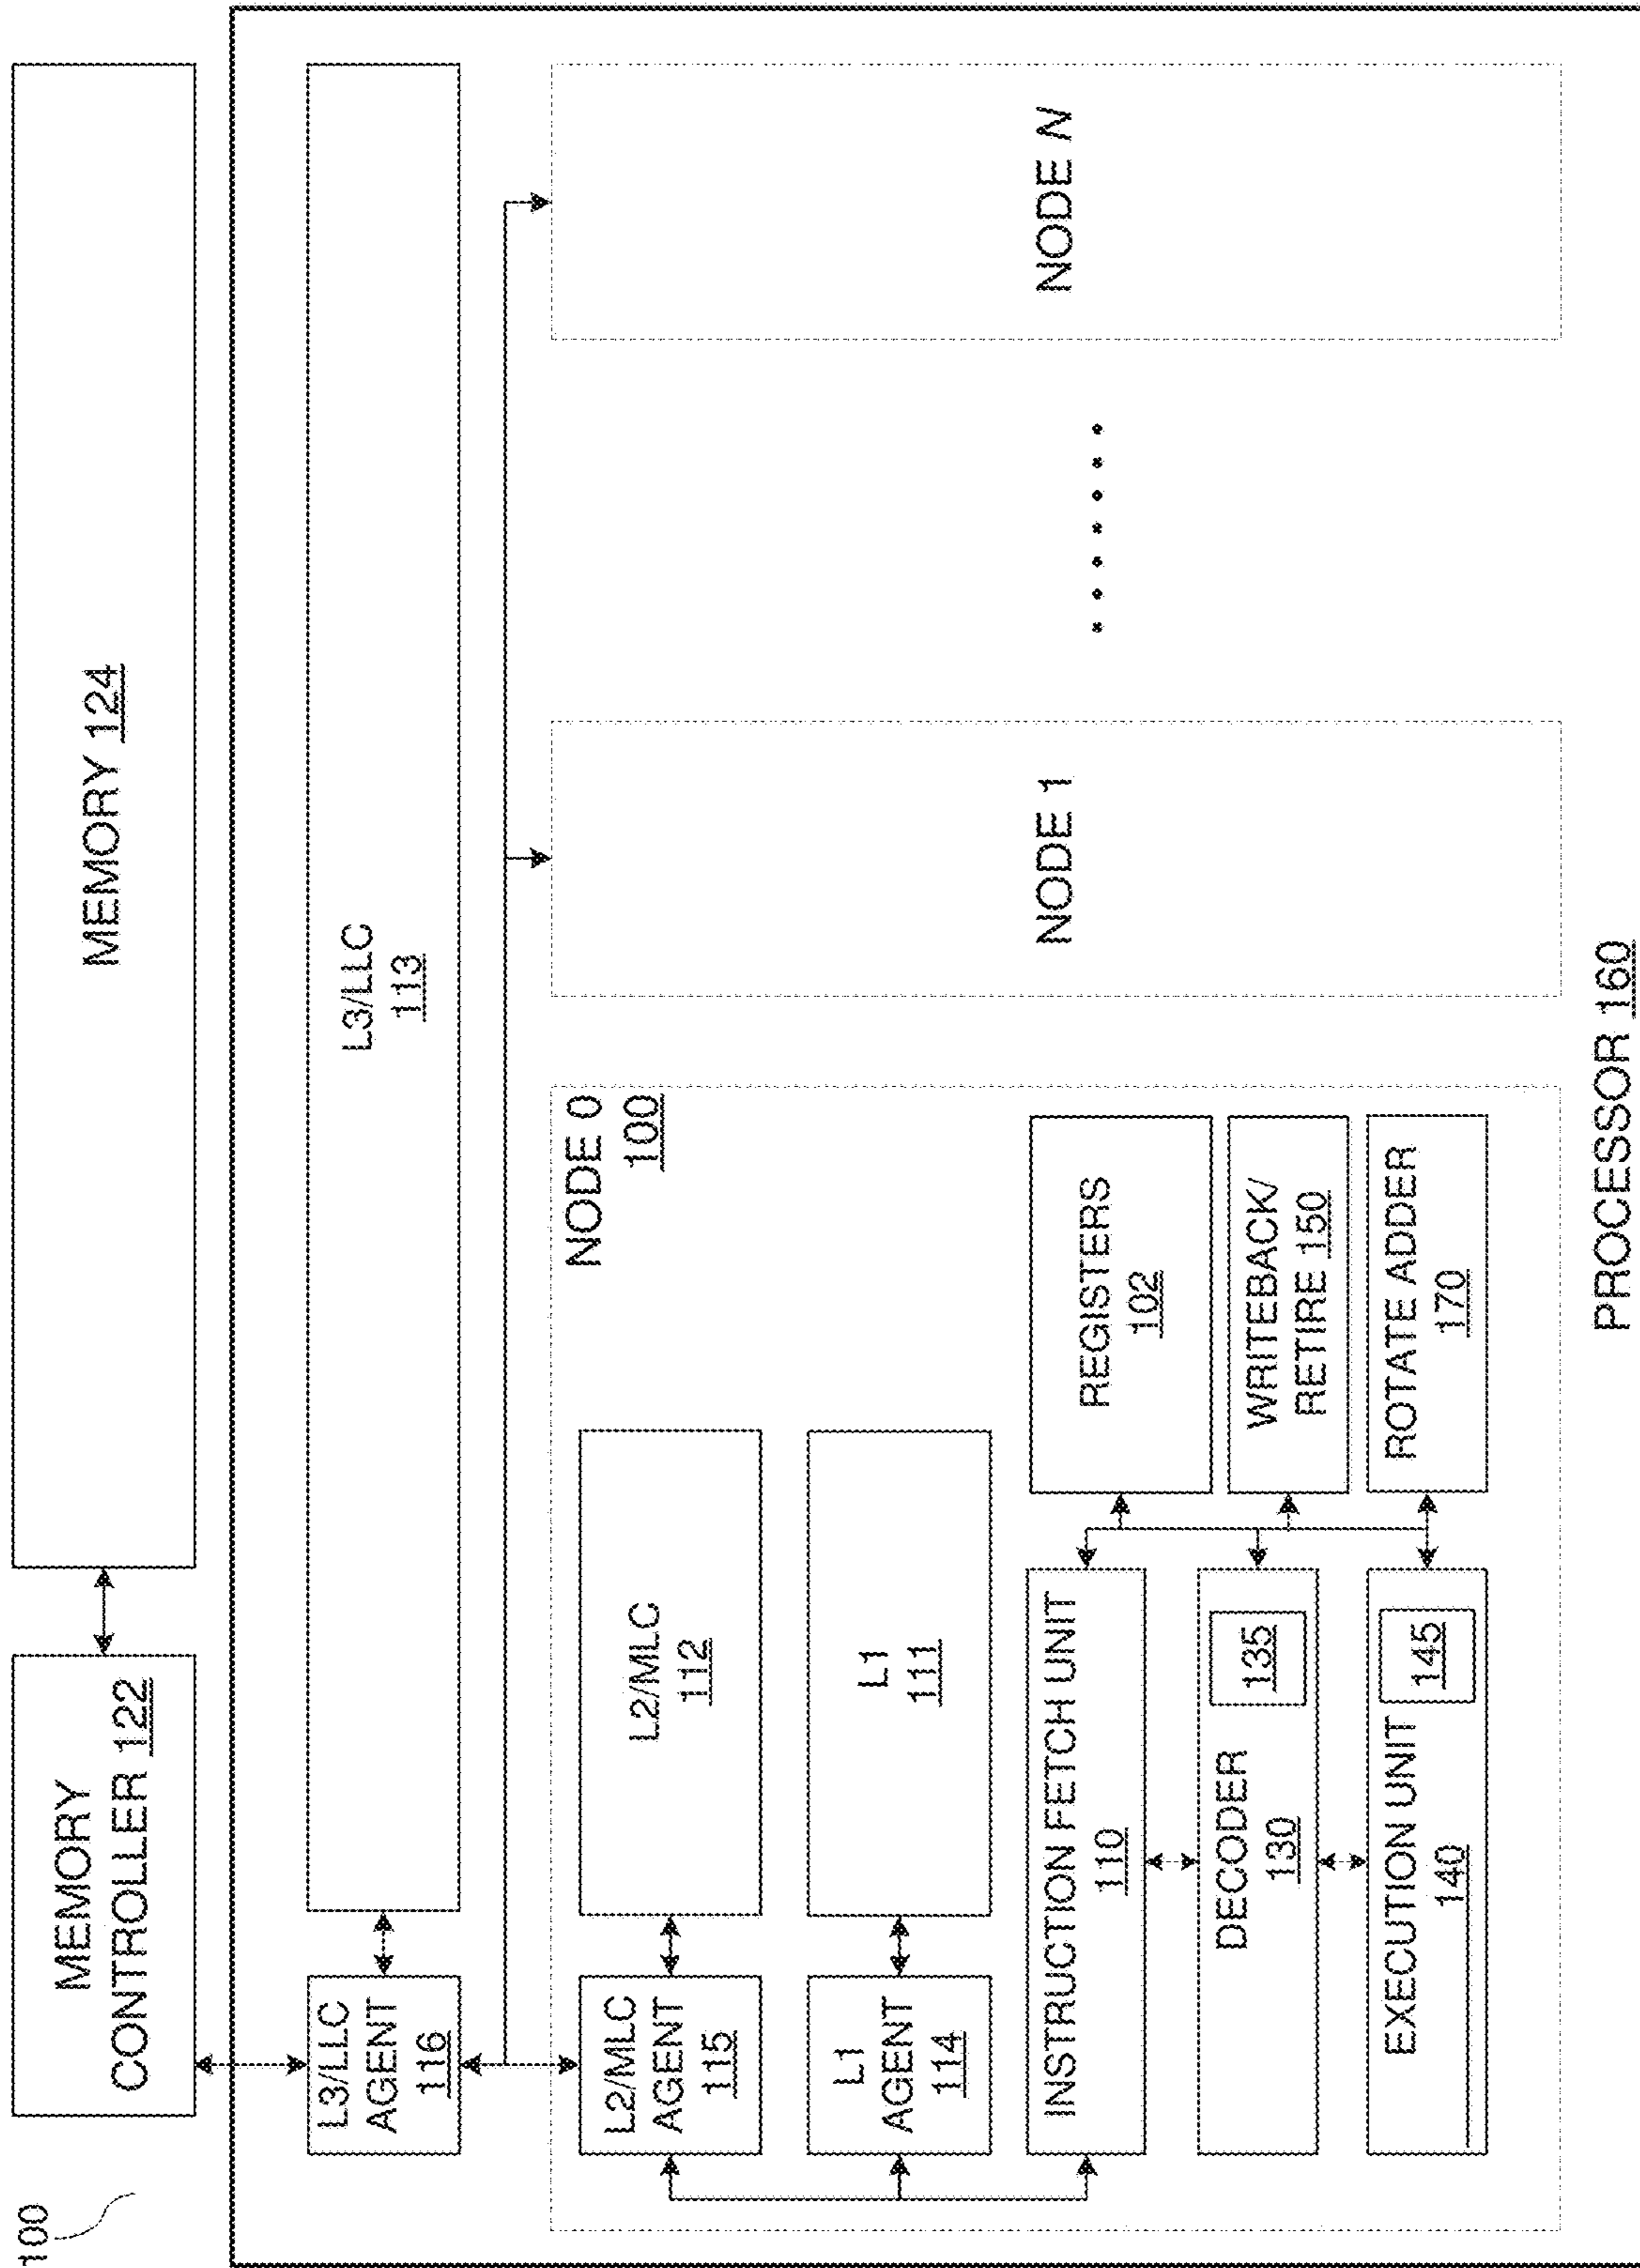 100
MEMORY
CONTROLLER 122
MEMORY 124
L3/LLC
AGENT
116
L3/LLC
113
NODE 0
100
L2/MLC
AGENT
115
L2/MLC
112
L1
AGENT
114
L1
111
INSTRUCTION FETCH UNIT
110
REGISTERS
102
DECODER
130
135
WRITEBACK/
RETIRE 150
EXECUTION UNIT
140
145
ROTATE ADDER
170
NODE 1
NODE N
PROCESSOR 160